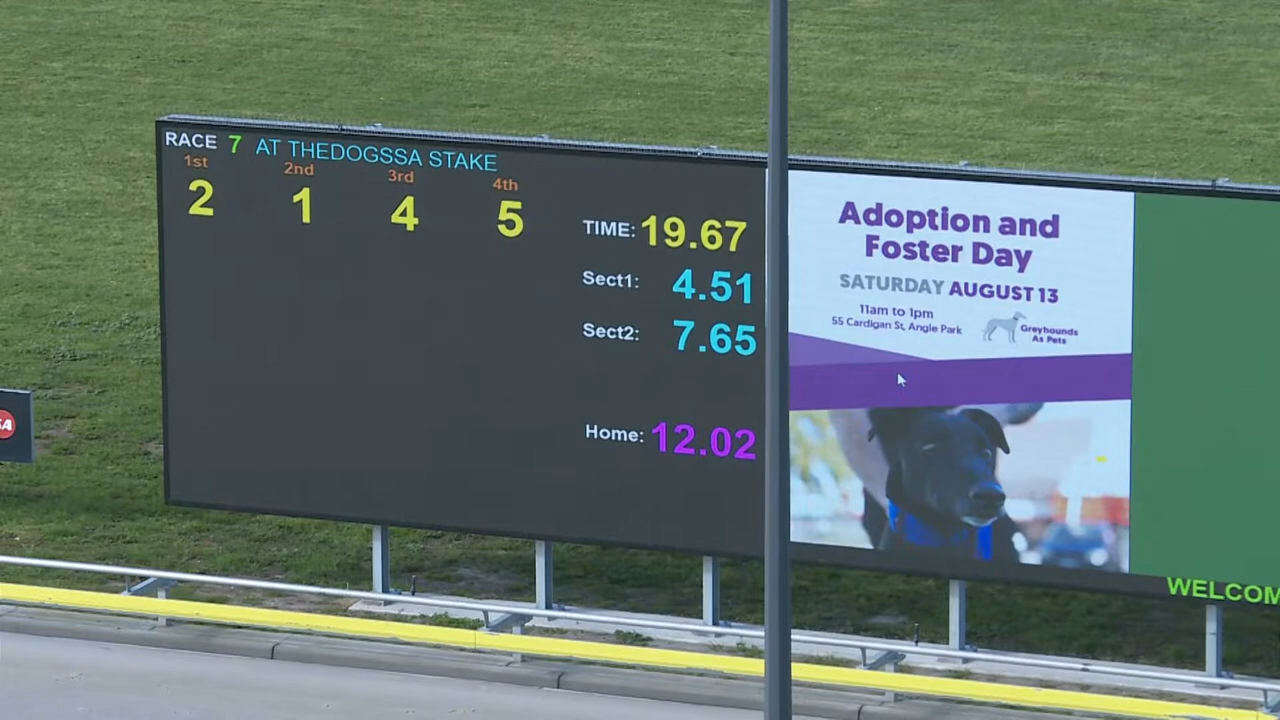 RACE 7 AT THEDOGSSA STAKE
1st 2nd 3rd 4th
2 1 4 5
TIME: 19.67
Sect1: 4.51
Sect2: 7.65
Home: 12.02
Adoption and
Foster Day
SATURDAY AUGUST 13
11am to 1pm
55 Cardigan St, Angle Park
Greyhounds
As Pets
WELCOM
SA